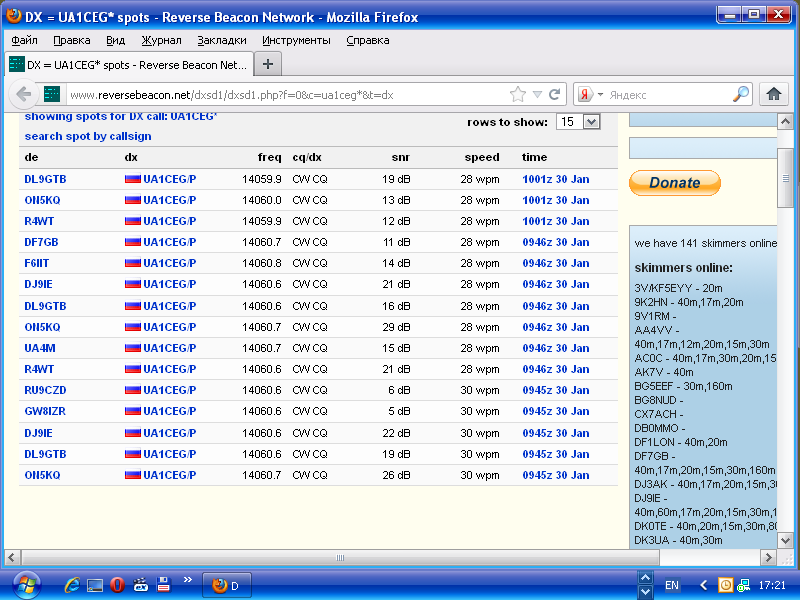 DX = UA1CEG* spots - Reverse Beacon Network - Mozilla Firefox
Файл Правка Вид Журнал Закладки Инструменты Справка
DX = UA1CEG* spots - Reverse Beacon Net...
www.reversebeacon.net/dxsd1/dxsd1.php?f=0&c=ua1ceg*&t=dx Яндекс
showing spots for DX call: UA1CEG*
rows to show: 15
search spot by callsign
de dx freq cq/dx snr speed time
DL9GTB UA1CEG/P 14059.9 CW CQ 19 dB 28 wpm 1001z 30 Jan
ON5KQ UA1CEG/P 14060.0 CW CQ 13 dB 28 wpm 1001z 30 Jan
R4WT UA1CEG/P 14059.9 CW CQ 12 dB 28 wpm 1001z 30 Jan
DF7GB UA1CEG/P 14060.7 CW CQ 11 dB 28 wpm 0946z 30 Jan
F6IIT UA1CEG/P 14060.8 CW CQ 14 dB 28 wpm 0946z 30 Jan
DJ9IE UA1CEG/P 14060.6 CW CQ 21 dB 28 wpm 0946z 30 Jan
DL9GTB UA1CEG/P 14060.6 CW CQ 16 dB 28 wpm 0946z 30 Jan
ON5KQ UA1CEG/P 14060.7 CW CQ 29 dB 28 wpm 0946z 30 Jan
UA4M UA1CEG/P 14060.7 CW CQ 15 dB 28 wpm 0946z 30 Jan
R4WT UA1CEG/P 14060.6 CW CQ 21 dB 28 wpm 0946z 30 Jan
RU9CZD UA1CEG/P 14060.6 CW CQ 6 dB 30 wpm 0945z 30 Jan
GW8IZR UA1CEG/P 14060.6 CW CQ 5 dB 30 wpm 0945z 30 Jan
DJ9IE UA1CEG/P 14060.6 CW CQ 22 dB 30 wpm 0945z 30 Jan
DL9GTB UA1CEG/P 14060.6 CW CQ 19 dB 30 wpm 0945z 30 Jan
ON5KQ UA1CEG/P 14060.7 CW CQ 26 dB 30 wpm 0945z 30 Jan
Donate
we have 141 skimmers online
skimmers online:
3V/KF5EYY - 20m
9K2HN - 40m,17m,20m
9V1RM -
AA4VV -
40m,17m,12m,20m,15m,30m
AC0C - 40m,17m,30m,20m,15
AK7V - 40m
BG5EEF - 30m,160m
BG8NUD -
CX7ACH -
DB0MMO -
DF1LON - 40m,20m
DF7GB -
40m,17m,20m,15m,30m,160m
DJ3AK - 40m,17m,20m,15m,30
DJ9IE -
40m,60m,17m,20m,15m,30m,1
DK0TE - 40m,20m,15m,30m,80
DK3UA - 40m,30m
D EN 17:21